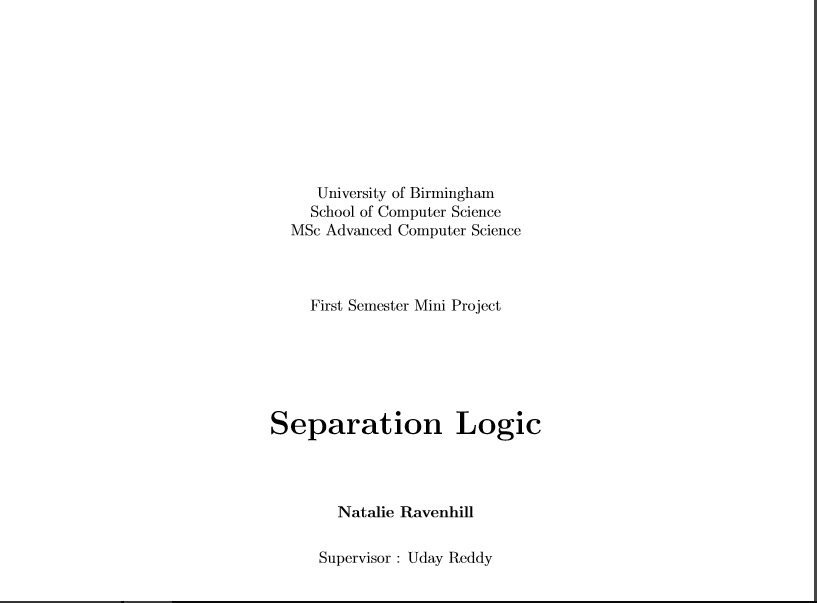 University of Birmingham
School of Computer Science
MSc Advanced Computer Science
First Semester Mini Project
Separation Logic
Natalie Ravenhill
Supervisor : Uday Reddy